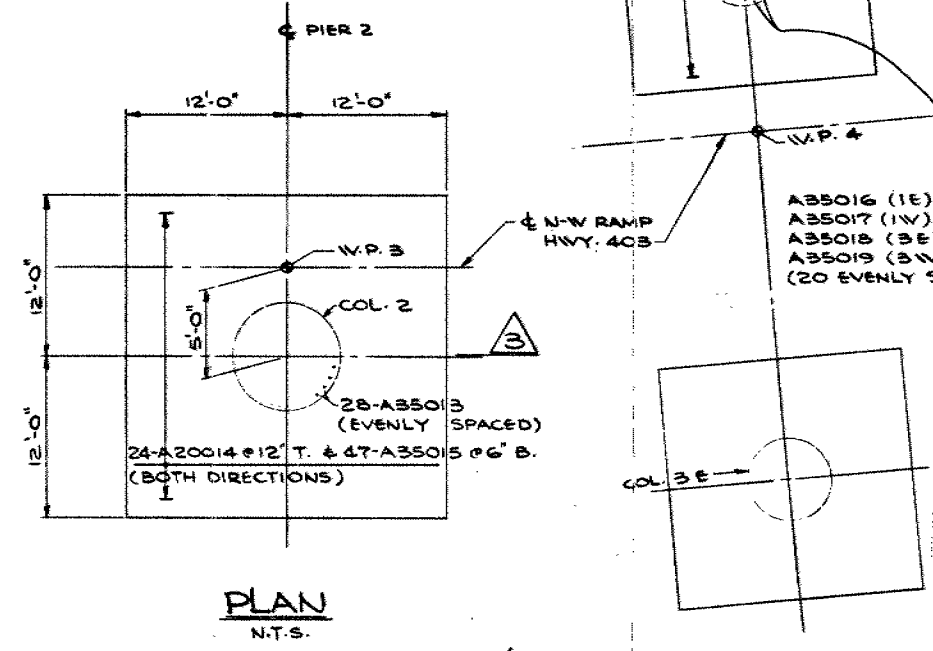 ℄ PIER 2
12'-0" 12'-0"
W.P. 4
A35016 (1E)
A35017 (1W)
A35018 (3E
A35019 (3W
(20 EVENLY S
℄ N-W RAMP
HWY. 403
W.P. 3
12'-0"
5'-0"
COL. 2
3
28-A35013
(EVENLY SPACED)
12'-0"
24-A20014@12" T. & 47-A35015 @6" B.
(BOTH DIRECTIONS)
COL. 3E
PLAN
N.T.S.